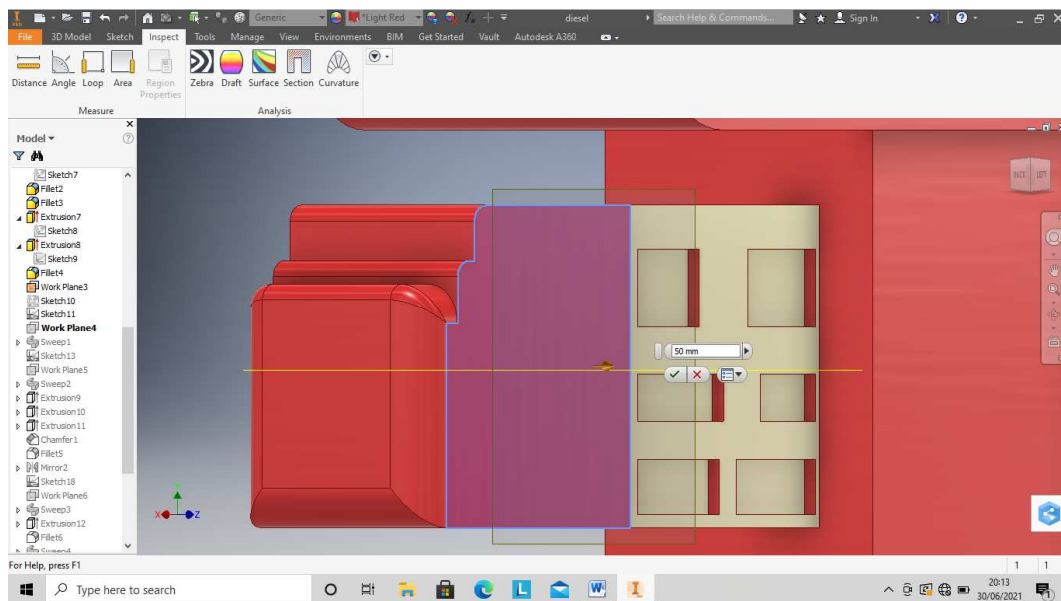 PRO
Generic
"Light Red
diesel
Search Help & Commands...
Sign In
File 3D Model Sketch Inspect Tools Manage View Environments BIM Get Started Vault Autodesk A360
Distance Angle Loop Area Region Properties Zebra Draft Surface Section Curvature
Measure Analysis
Model
Sketch7
Fillet2
Fillet3
Extrusion7
Sketch8
Extrusion8
Sketch9
Fillet4
Work Plane3
Sketch10
Sketch11
Work Plane4
Sweep1
Sketch13
Work Plane5
Sweep2
Extrusion9
Extrusion10
Extrusion11
Chamfer1
Fillet5
Mirror2
Sketch18
Work Plane6
Sweep3
Extrusion12
Fillet6
Sweep4
BACK LEFT
50 mm
Y
X Z
For Help, press F1
1 1
Type here to search
L
W
I
20:13
30/06/2021